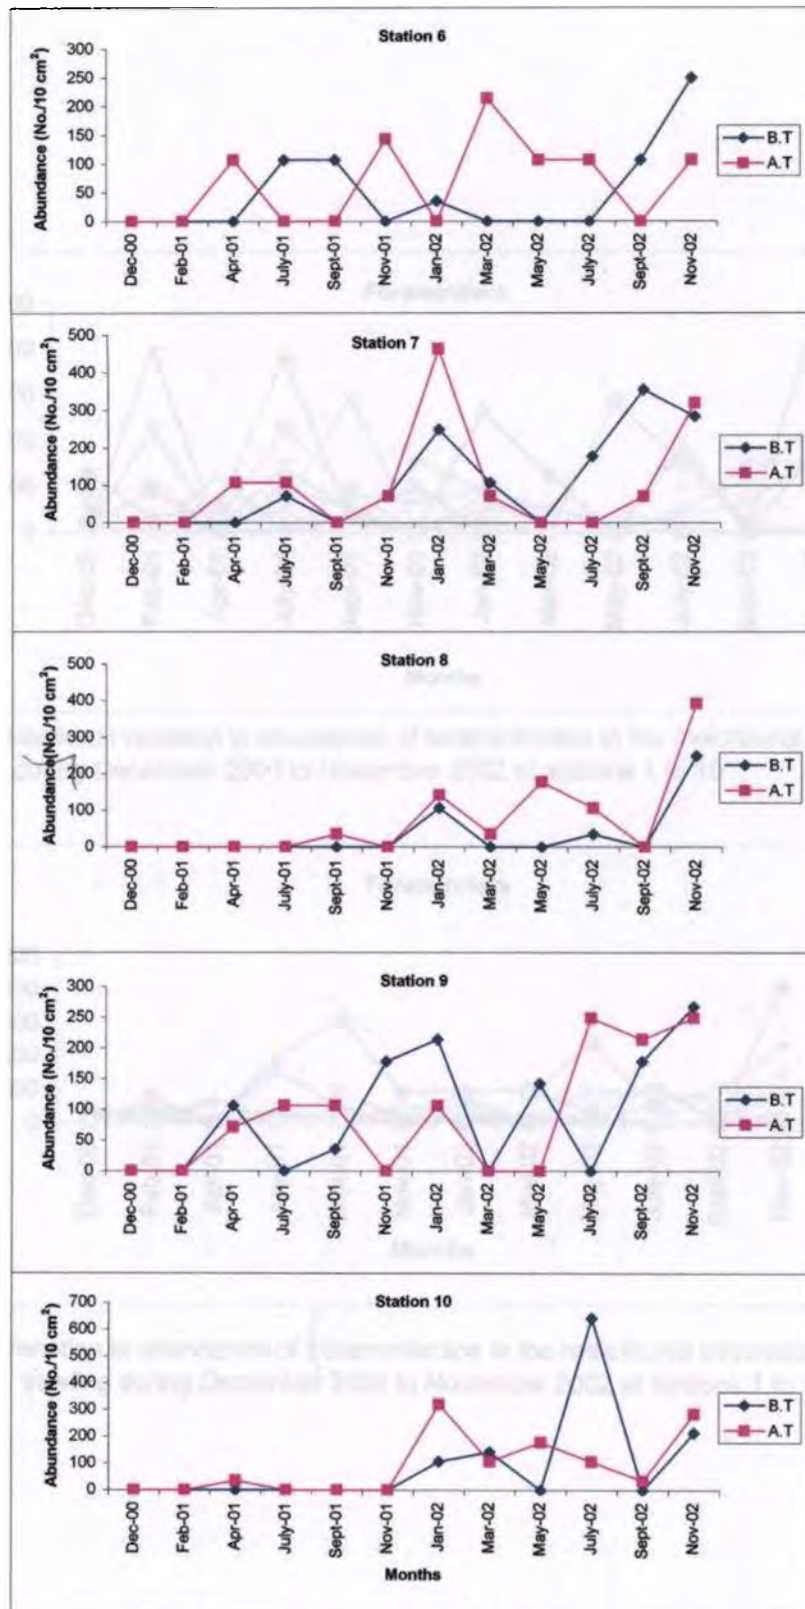 Station 6
Abundance (No./10 cm²)
300
250
200
150
100
50
0
Dec-00
Feb-01
Apr-01
July-01
Sept-01
Nov-01
Jan-02
Mar-02
May-02
July-02
Sept-02
Nov-02
B.T
A.T
Station 7
Abundance (No./10 cm²)
500
400
300
200
100
0
Dec-00
Feb-01
Apr-01
July-01
Sept-01
Nov-01
Jan-02
Mar-02
May-02
July-02
Sept-02
Nov-02
B.T
A.T
Station 8
Abundance(No./10 cm²)
500
400
300
200
100
0
Dec-00
Feb-01
Apr-01
July-01
Sept-01
Nov-01
Jan-02
Mar-02
May-02
July-02
Sept-02
Nov-02
B.T
A.T
Station 9
Abundance (No./10 cm²)
300
250
200
150
100
50
0
Dec-00
Feb-01
Apr-01
July-01
Sept-01
Nov-01
Jan-02
Mar-02
May-02
July-02
Sept-02
Nov-02
B.T
A.T
Station 10
Abundance (No./10 cm²)
700
600
500
400
300
200
100
0
Dec-00
Feb-01
Apr-01
July-01
Sept-01
Nov-01
Jan-02
Mar-02
May-02
July-02
Sept-02
Nov-02
Months
B.T
A.T